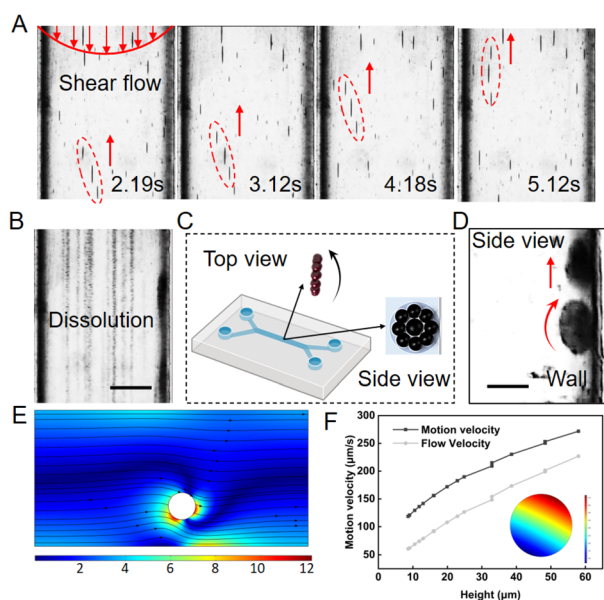 A
Shear flow
2.19s
3.12s
4.18s
5.12s
B
Dissolution
C
Top view
Side view
D
Side view
Wall
E
2 4 6 8 10 12
F
Motion velocity
Flow Velocity
Motion velocity (μm/s)
300
250
200
150
100
50
0 10 20 30 40 50 60
Height (μm)